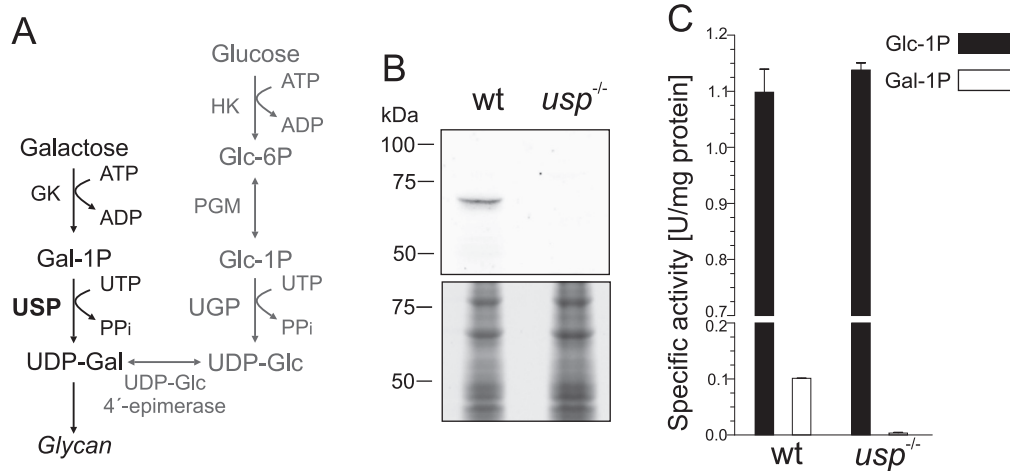 A
Glucose
ATP
HK
ADP
Galactose
Glc-6P
ATP
GK
ADP
PGM
Gal-1P
Glc-1P
UTP
USP
PPi
UTP
UGP
PPi
UDP-Gal
UDP-Glc
UDP-Glc
4´-epimerase
Glycan
B
wt usp-/-
kDa
100
75
50
75
50
C
Glc-1P
Gal-1P
Specific activity [U/mg protein]
1.2
1.1
1.0
0.9
0.8
0.7
0.2
0.1
0.0
wt usp-/-